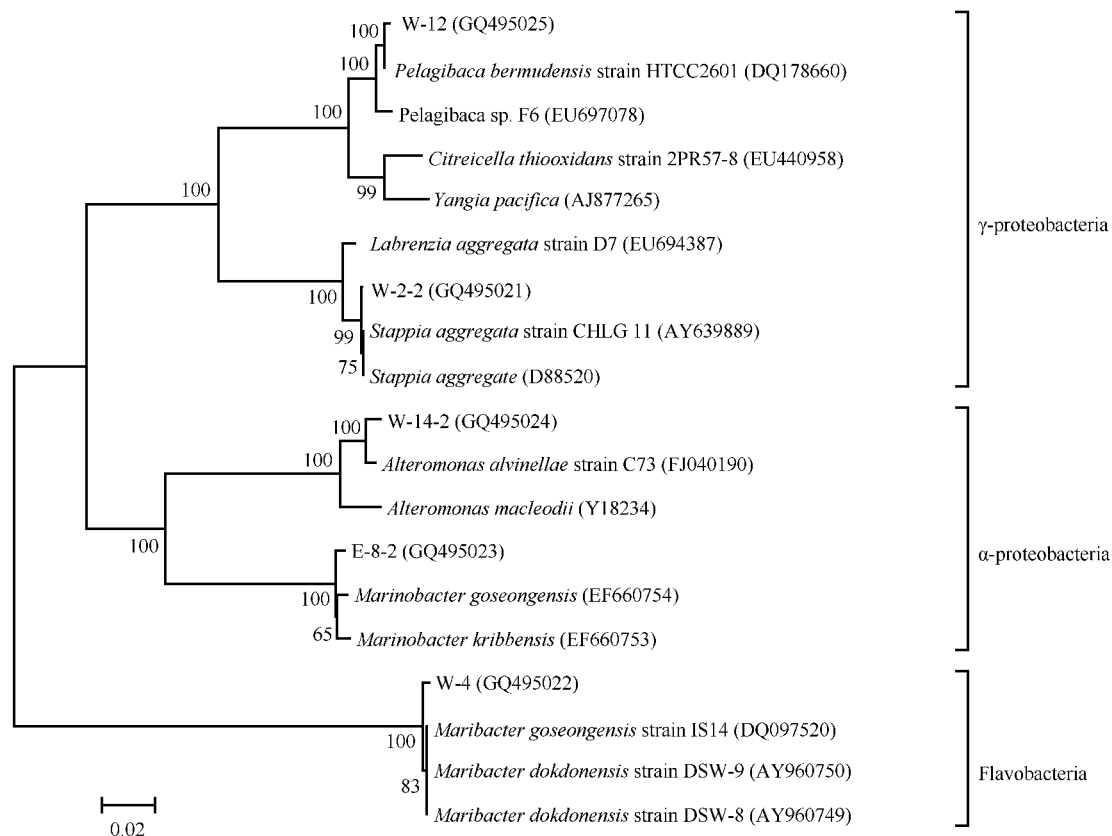 100 W-12 (GQ495025)
100 Pelagibaca bermudensis strain HTCC2601 (DQ178660)
100 Pelagibaca sp. F6 (EU697078)
Citreicella thiooxidans strain 2PR57-8 (EU440958)
100 99 Yangia pacifica (AJ877265)
γ-proteobacteria
Labrenzia aggregata strain D7 (EU694387)
100 W-2-2 (GQ495021)
99 Stappia aggregata strain CHLG 11 (AY639889)
75 Stappia aggregate (D88520)
100 W-14-2 (GQ495024)
100 Alteromonas alvinellae strain C73 (FJ040190)
Alteromonas macleodii (Y18234)
100 E-8-2 (GQ495023)
α-proteobacteria
100 Marinobacter goseongensis (EF660754)
65 Marinobacter kribbensis (EF660753)
W-4 (GQ495022)
100 Maribacter goseongensis strain IS14 (DQ097520)
83 Maribacter dokdonensis strain DSW-9 (AY960750)
Flavobacteria
Maribacter dokdonensis strain DSW-8 (AY960749)
0.02